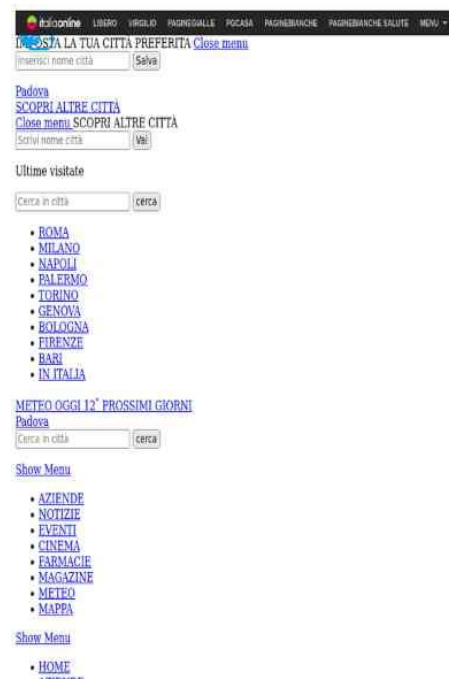 italiaonline LIBERO VIRGILIO PAGINEGIALLE PGCASA PAGINEBIANCHE PAGINEBIANCHE SALUTE MENU
IMPOSTA LA TUA CITTÀ PREFERITA Close menu
Inserisci nome città Salva
Padova
SCOPRI ALTRE CITTÀ
Close menu SCOPRI ALTRE CITTÀ
Scrivi nome città Vai
Ultime visitate
Cerca in città cerca
• ROMA
• MILANO
• NAPOLI
• PALERMO
• TORINO
• GENOVA
• BOLOGNA
• FIRENZE
• BARI
• IN ITALIA
METEO OGGI 12° PROSSIMI GIORNI
Padova
Cerca in città cerca
Show Menu
• AZIENDE
• NOTIZIE
• EVENTI
• CINEMA
• FARMACIE
• MAGAZINE
• METEO
• MAPPA
Show Menu
• HOME